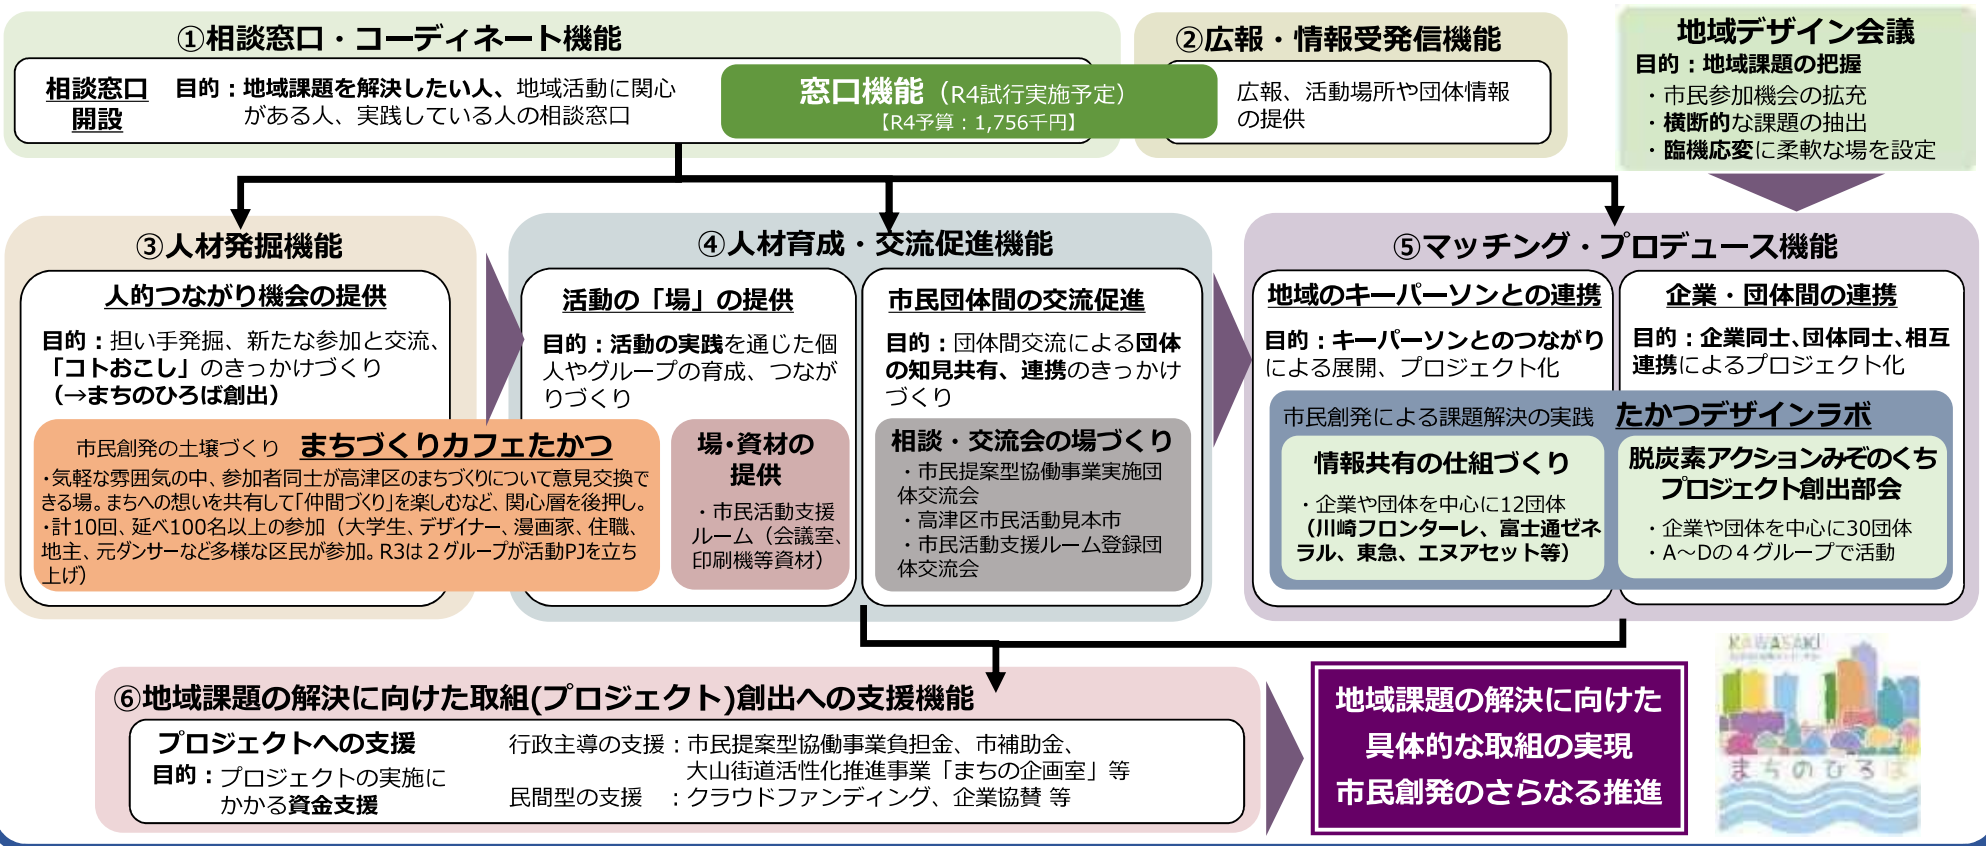 ①相談窓口・コーディネート機能
相談窓口
開設
目的：地域課題を解決したい人、地域活動に関心
がある人、実践している人の相談窓口
窓口機能（R4試行実施予定）
【R4予算：1,756千円】
②広報・情報受発信機能
広報、活動場所や団体情報
の提供
地域デザイン会議
目的：地域課題の把握
・市民参加機会の拡充
・横断的な課題の抽出
・臨機応変に柔軟な場を設定
③人材発掘機能
人的つながり機会の提供
目的：担い手発掘、新たな参加と交流、
「コトおこし」のきっかけづくり
（→まちのひろば創出）
市民創発の土壌づくり　まちづくりカフェたかつ
・気軽な雰囲気の中、参加者同士が高津区のまちづくりについて意見交換で
きる場。まちへの想いを共有して「仲間づくり」を楽しむなど、関心層を後押し。
・計10回、延べ100名以上の参加（大学生、デザイナー、漫画家、住職、
地主、元ダンサーなど多様な区民が参加。R3は２グループが活動PJを立ち
上げ）
④人材育成・交流促進機能
活動の「場」の提供
目的：活動の実践を通じた個
人やグループの育成、つなが
りづくり
場・資材の
提供
・市民活動支援
ルーム（会議室、
印刷機等資材）
市民団体間の交流促進
目的：団体間交流による団体
の知見共有、連携のきっかけ
づくり
相談・交流会の場づくり
・市民提案型協働事業実施団
体交流会
・高津区市民活動見本市
・市民活動支援ルーム登録団
体交流会
⑤マッチング・プロデュース機能
地域のキーパーソンとの連携
目的：キーパーソンとのつながり
による展開、プロジェクト化
企業・団体間の連携
目的：企業同士、団体同士、相互
連携によるプロジェクト化
市民創発による課題解決の実践　たかつデザインラボ
情報共有の仕組づくり
・企業や団体を中心に12団体
（川崎フロンターレ、富士通ゼネ
ラル、東急、エヌアセット等）
脱炭素アクションみぞのくち
プロジェクト創出部会
・企業や団体を中心に30団体
・A～Dの４グループで活動
⑥地域課題の解決に向けた取組(プロジェクト)創出への支援機能
プロジェクトへの支援
目的：プロジェクトの実施に
かかる資金支援
行政主導の支援：市民提案型協働事業負担金、市補助金、
大山街道活性化推進事業「まちの企画室」等
民間型の支援　：クラウドファンディング、企業協賛 等
地域課題の解決に向けた
具体的な取組の実現
市民創発のさらなる推進
KAWASAKI
まちのひろば